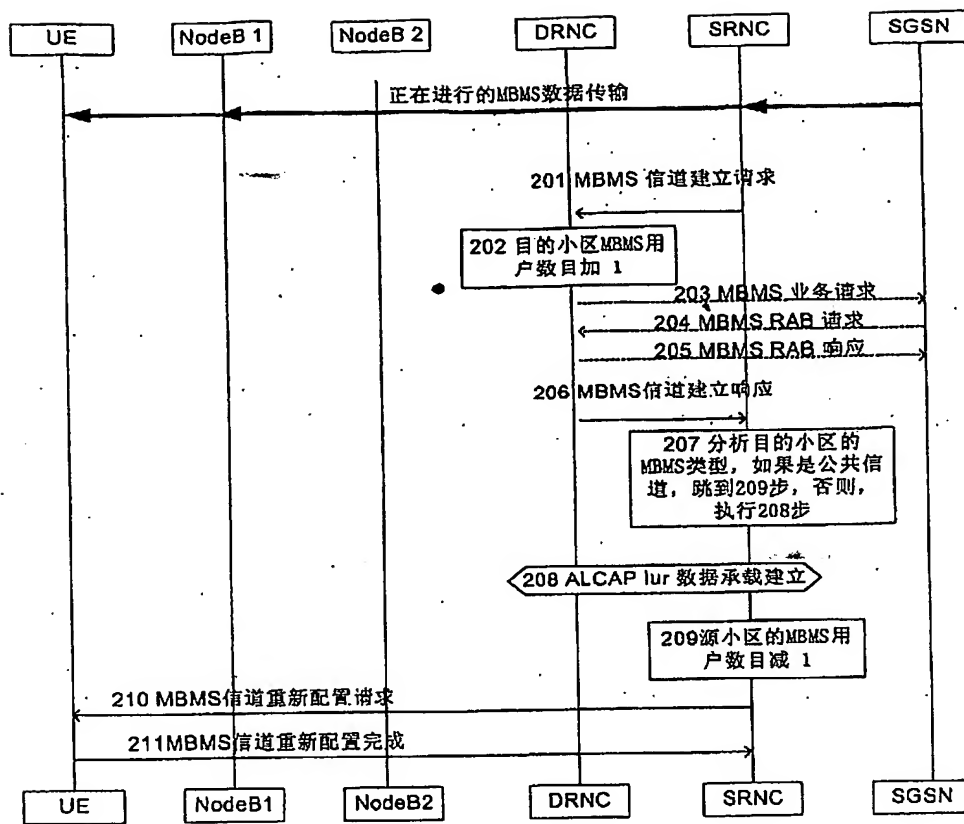 UE NodeB 1 NodeB 2 DRNC SRNC SGSN
正在进行的MBMS数据传输
201 MBMS 信道建立请求
202 目的小区MBMS用
户数目加 1
203 MBMS 业务请求
204 MBMS RAB 请求
205 MBMS RAB 响应
206 MBMS信道建立响应
207 分析目的小区的
MBMS类型，如果是公共信
道，跳到209步，否则，
执行208步
208 ALCAP Iur 数据承载建立
209源小区的MBMS用
户数目减 1
210 MBMS信道重新配置请求
211MBMS信道重新配置完成
UE NodeB1 NodeB2 DRNC SRNC SGSN